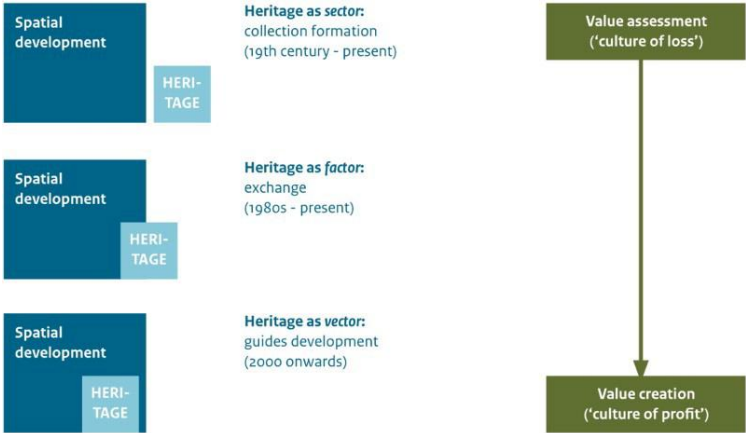 Spatial
development
HERI-
TAGE
Heritage as sector:
collection formation
(19th century - present)
Value assessment
('culture of loss')
Spatial
development
HERI-
TAGE
Heritage as factor:
exchange
(1980s - present)
Spatial
development
HERI-
TAGE
Heritage as vector:
guides development
(2000 onwards)
Value creation
('culture of profit')